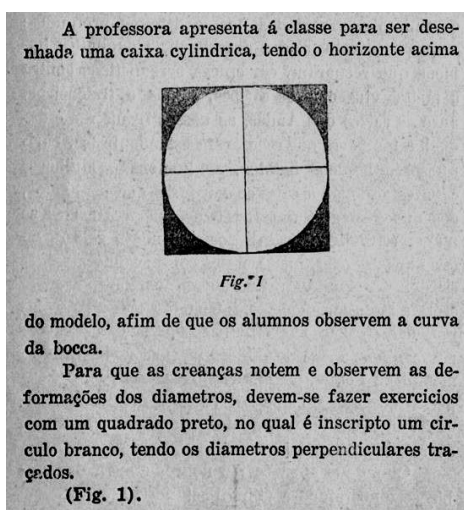 A professora apresenta á classe para ser dese-
nhada uma caixa cylindrica, tendo o horizonte acima
Fig. 1
do modelo, afim de que os alumnos observem a curva
da bocca.
Para que as creanças notem e observem as de-
formações dos diametros, devem-se fazer exercicios
com um quadrado preto, no qual é inscripto um cir-
culo branco, tendo os diametros perpendiculares tra-
çados.
(Fig. 1).